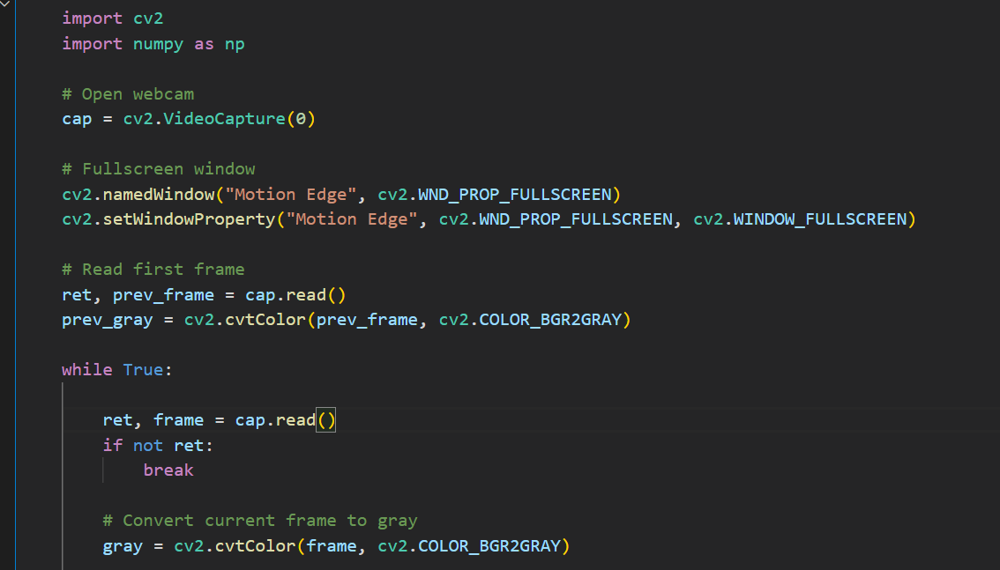 import cv2
import numpy as np
# Open webcam
cap = cv2.VideoCapture(0)
# Fullscreen window
cv2.namedWindow("Motion Edge", cv2.WND_PROP_FULLSCREEN)
cv2.setWindowProperty("Motion Edge", cv2.WND_PROP_FULLSCREEN, cv2.WINDOW_FULLSCREEN)
# Read first frame
ret, prev_frame = cap.read()
prev_gray = cv2.cvtColor(prev_frame, cv2.COLOR_BGR2GRAY)
while True:
ret, frame = cap.read()
if not ret:
break
# Convert current frame to gray
gray = cv2.cvtColor(frame, cv2.COLOR_BGR2GRAY)